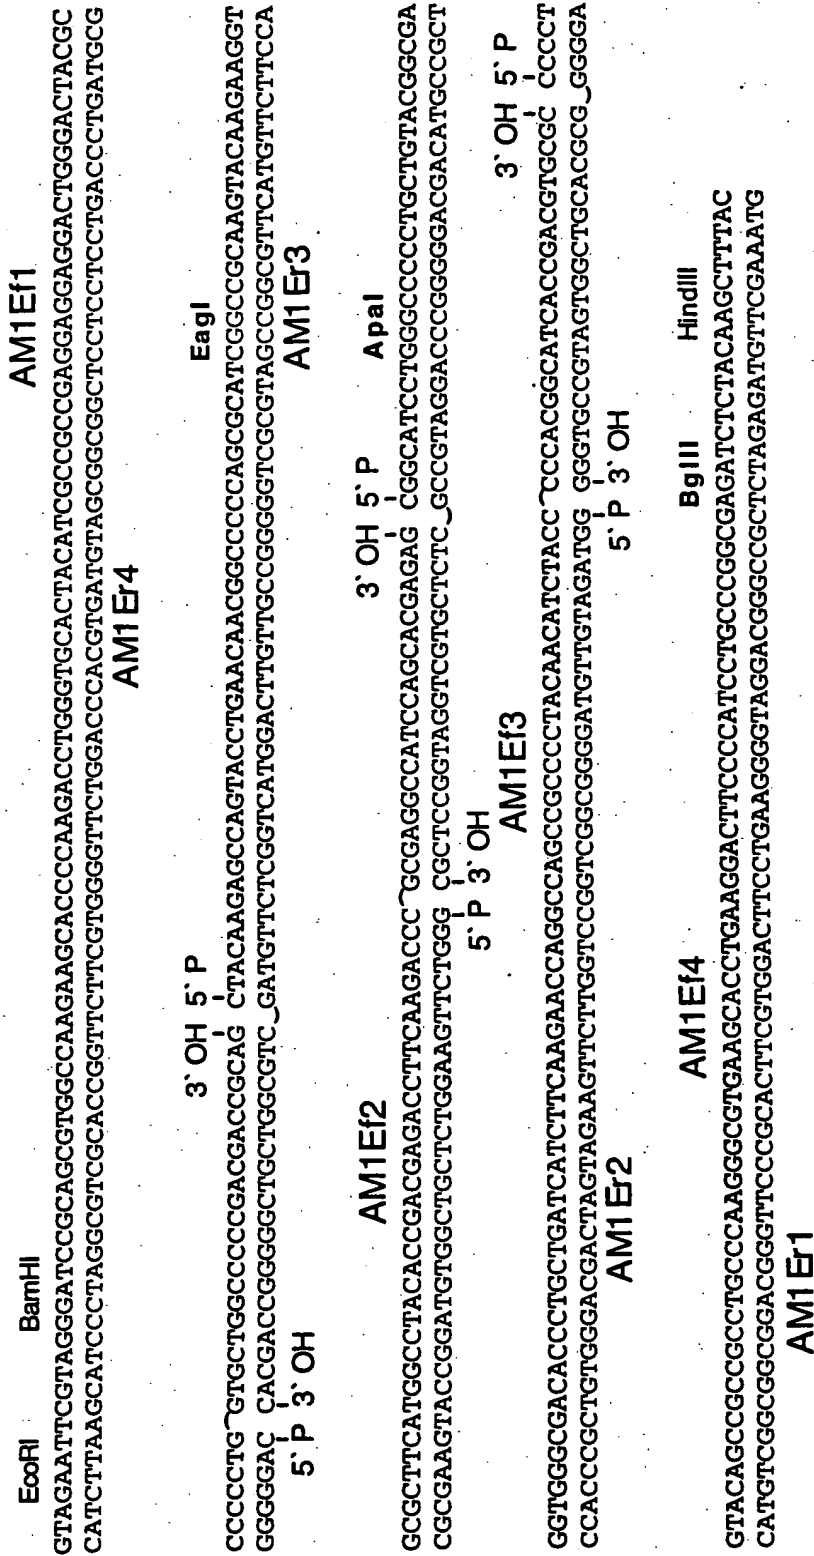 AM1Ef1
EcoRI BamHI
GTAGAATTCGTAGGGATCCGCAGCGTGGCCAAGAAGCACCCCAAGACCTGGGTGCACTACATCGCCGCCGAGGAGGAGGACTGGGACTACGC
CATCTTAAGCATCCCTAGGCGTCGCACCGGTTCTTCGTGGGGTTCTGGACCCACGTGATGTAGCGGCGGCTCCTCCTCCTGACCCTGATGCG
AM1Er4
3` OH 5` P EagI
CCCCCTG GTGCTGGCCCCCGACGACCGCAG CTACAAGAGCCAGTACCTGAACAACGGCCCCCAGCGCATCGGCCGCAAGTACAAGAAGGT
GGGGGAC CACGACCGGGGGCTGCTGGCGTC GATGTTCTCGGTCATGGACTTGTTGCCGGGGGTCGCGTAGCCGGCGTTCATGTTCTTCCA
5` P 3` OH AM1Er3
AM1Ef2 3` OH 5` P ApaI
GCGCTTCATGGCCTACACCGACGAGACCTTCAAGACCC GCGAGGCCATCCAGCACGAGAG CGGCATCCTGGGCCCCCTGCTGTACGGCGA
CGCGAAGTACCGGATGTGGCTGCTCTGGAAGTTCTGGG CGCTCCGGTAGGTCGTGCTCTC GCCGTAGGACCCGGGGGACGACATGCCGCT
5` P 3` OH
AM1Ef3 3` OH 5` P
GGTGGGCGACACCCTGCTGATCATCTTCAAGAACCAGGCCAGCCGCCCCTACAACATCTACC CCCACGGCATCACCGACGTGCGC CCCCT
CCACCCGCTGTGGGACGACTAGTAGAAGTTCTTGGTCCGGTCGGCGGGGATGTTGTAGATGG GGGTGCCGTAGTGGCTGCACGCG GGGGA
AM1Er2 5` P 3` OH
AM1Ef4 BglII HindIII
GTACAGCCGCCGCCTGCCCAAGGGCGTGAAGCACCTGAAGGACTTCCCCATCCTGCCCGGCGAGATCTCTACAAGCTTTAC
CATGTCGGCGGCGGACGGGTTCCCGCACTTCGTGGACTTCCTGAAGGGGTAGGACGGGCCGCTCTAGAGATGTTCGAAATG
AM1Er1